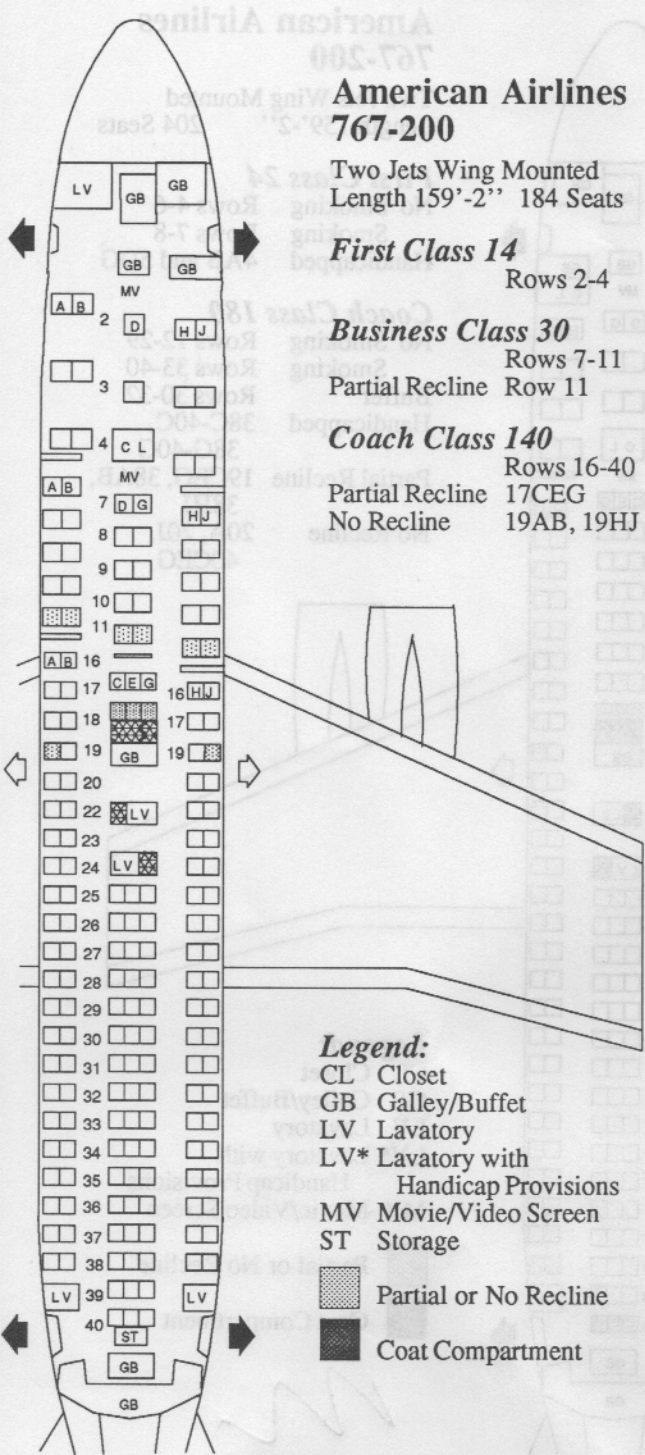 American Airlines
767-200
Two Jets Wing Mounted
Length 159'-2'' 184 Seats
First Class 14
Rows 2-4
Business Class 30
Rows 7-11
Partial Recline Row 11
Coach Class 140
Rows 16-40
Partial Recline 17CEG
No Recline 19AB, 19HJ
LV GB GB
GB GB
MV
A B 2 D H J
3
4 C L
MV
A B 7 D G H J
8
9
10
11
A B 16
17 C E G 16 H J
18 17
19 GB 19
20
22 LV
23
24 LV
25
26
27
28
29
30
31
32
33
34
35
36
37
38
LV 39 LV
40
ST
GB
GB
Legend:
CL Closet
GB Galley/Buffet
LV Lavatory
LV* Lavatory with
Handicap Provisions
MV Movie/Video Screen
ST Storage
Partial or No Recline
Coat Compartment